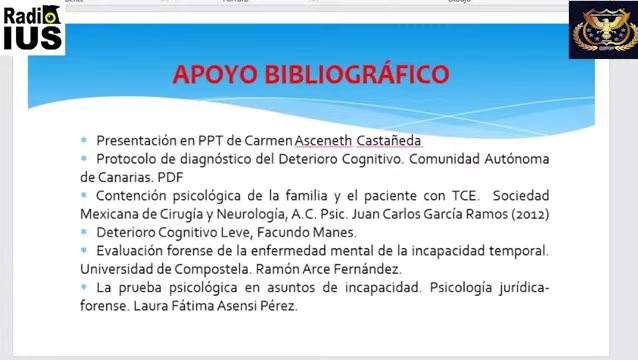 Radio
IUS
APOYO BIBLIOGRÁFICO
* Presentación en PPT de Carmen Asceneth Castañeda
* Protocolo de diagnóstico del Deterioro Cognitivo. Comunidad Autónoma
de Canarias. PDF
* Contención psicológica de la familia y el paciente con TCE. Sociedad
Mexicana de Cirugía y Neurología, A.C. Psic. Juan Carlos García Ramos (2012)
* Deterioro Cognitivo Leve, Facundo Manes.
* Evaluación forense de la enfermedad mental de la incapacidad temporal.
Universidad de Compostela. Ramón Arce Fernández.
* La prueba psicológica en asuntos de incapacidad. Psicología jurídica-
forense. Laura Fátima Asensi Pérez.